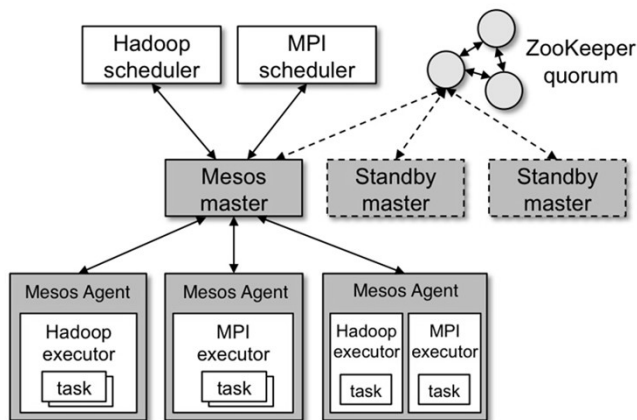 Hadoop
scheduler
MPI
scheduler
ZooKeeper
quorum
Mesos
master
Standby
master
Standby
master
Mesos Agent
Hadoop
executor
task
Mesos Agent
MPI
executor
task
Mesos Agent
Hadoop
executor
task
MPI
executor
task